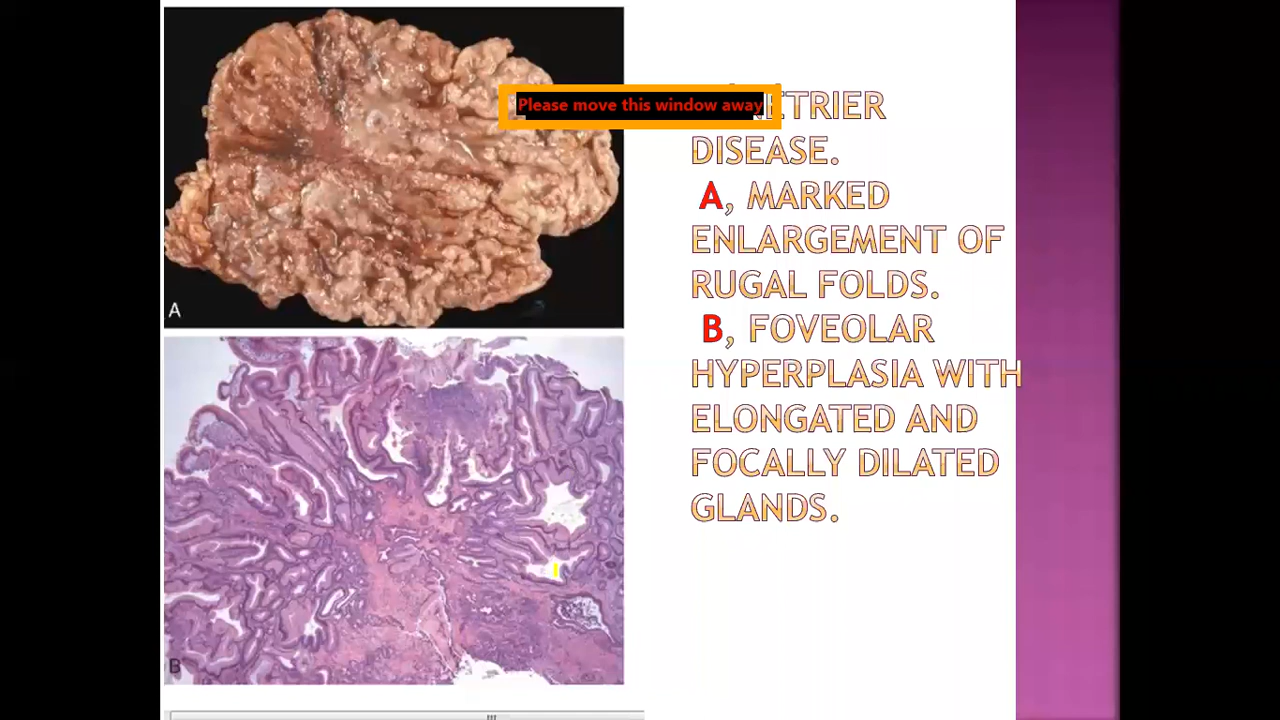 Please move this window away
ETRIER
DISEASE.
A, MARKED
ENLARGEMENT OF
RUGAL FOLDS.
B, FOVEOLAR
HYPERPLASIA WITH
ELONGATED AND
FOCALLY DILATED
GLANDS.
A
B